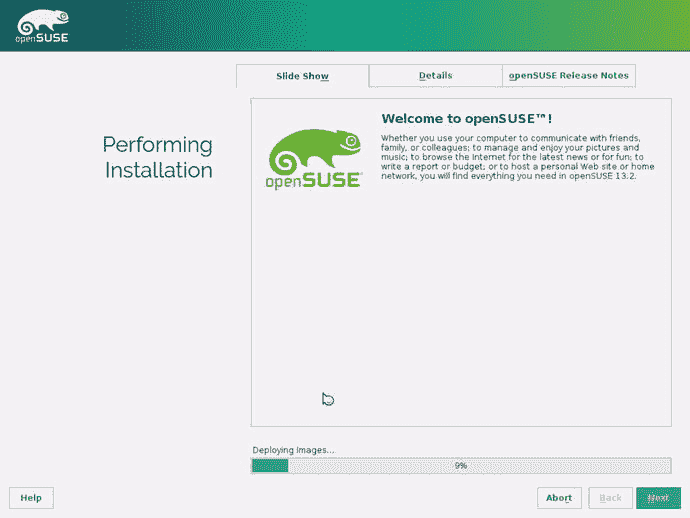 openSUSE
Slide Show
Details
openSUSE Release Notes
Performing
Installation
openSUSE
Welcome to openSUSE™!
Whether you use your computer to communicate with friends,
family, or colleagues; to manage and enjoy your pictures and
music; to browse the Internet for the latest news or for fun; to
write a report or budget; or to host a personal Web site or home
network, you will find everything you need in openSUSE 13.2.
Deploying Images...
9%
Help
Abort
Back
Next